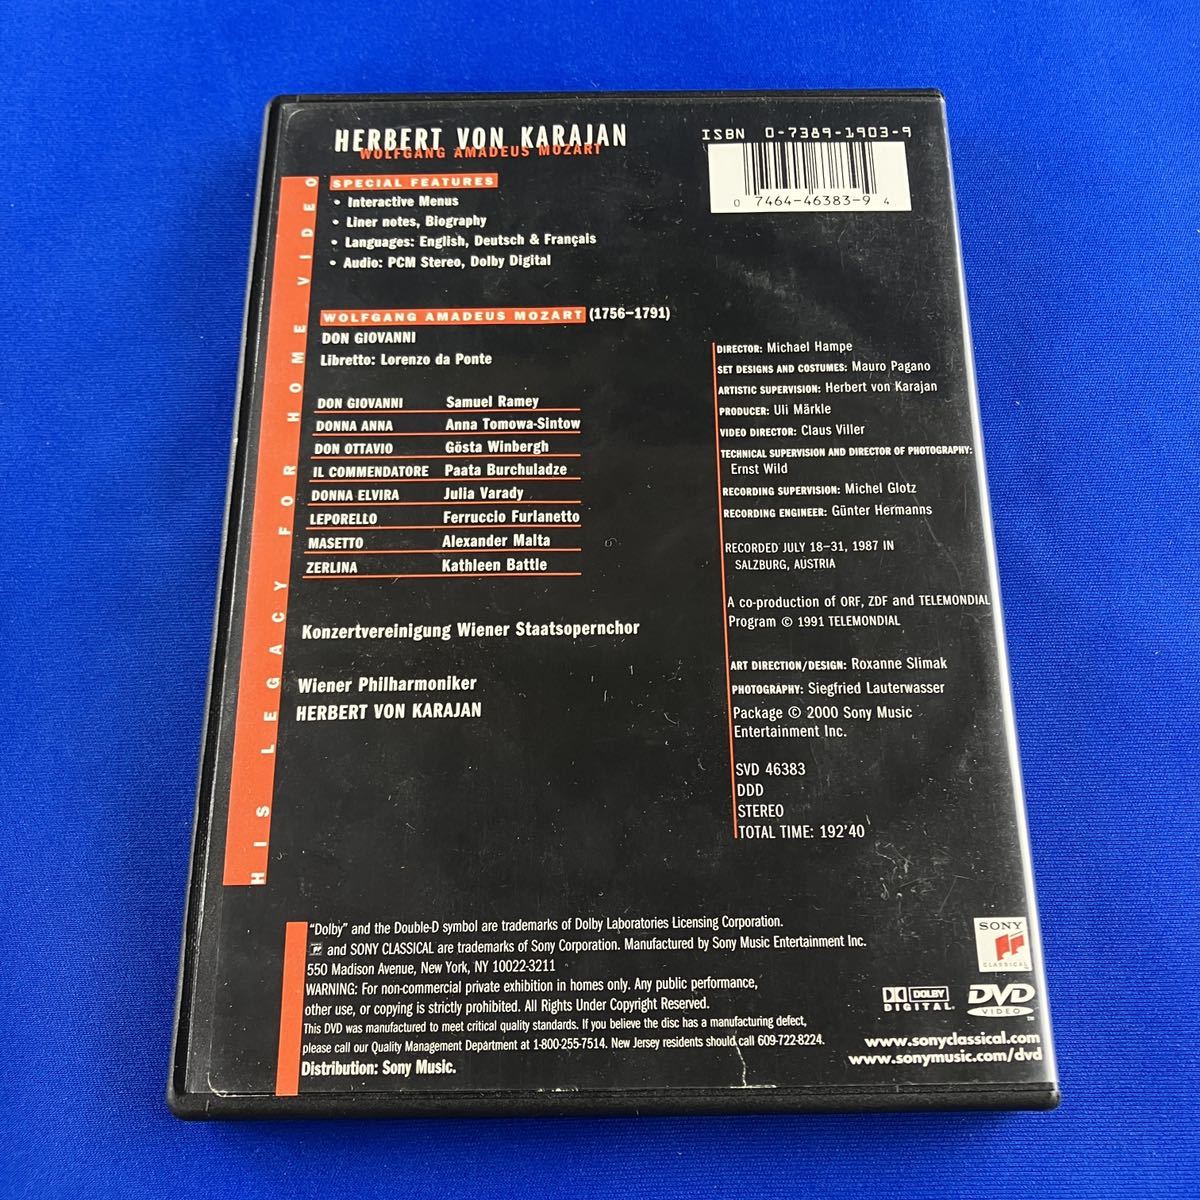 HERBERT VON KARAJAN
WOLFGANG AMADEUS MOZART
ISBN 0-7389-1903-9
0 7464-46383-9 4
HIS LEGACY FOR HOME VIDEO
SPECIAL FEATURES
• Interactive Menus
• Liner notes, Biography
• Languages: English, Deutsch & Français
• Audio: PCM Stereo, Dolby Digital
WOLFGANG AMADEUS MOZART (1756–1791)
DON GIOVANNI
Libretto: Lorenzo da Ponte
DON GIOVANNI Samuel Ramey
DONNA ANNA Anna Tomowa-Sintow
DON OTTAVIO Gösta Winbergh
IL COMMENDATORE Paata Burchuladze
DONNA ELVIRA Julia Varady
LEPORELLO Ferruccio Furlanetto
MASETTO Alexander Malta
ZERLINA Kathleen Battle
Konzertvereinigung Wiener Staatsopernchor
Wiener Philharmoniker
HERBERT VON KARAJAN
DIRECTOR: Michael Hampe
SET DESIGNS AND COSTUMES: Mauro Pagano
ARTISTIC SUPERVISION: Herbert von Karajan
PRODUCER: Uli Märkle
VIDEO DIRECTOR: Claus Viller
TECHNICAL SUPERVISION AND DIRECTOR OF PHOTOGRAPHY:
Ernst Wild
RECORDING SUPERVISION: Michel Glotz
RECORDING ENGINEER: Günter Hermanns
RECORDED JULY 18–31, 1987 IN
SALZBURG, AUSTRIA
A co-production of ORF, ZDF and TELEMONDIAL
Program © 1991 TELEMONDIAL
ART DIRECTION/DESIGN: Roxanne Slimak
PHOTOGRAPHY: Siegfried Lauterwasser
Package © 2000 Sony Music
Entertainment Inc.
SVD 46383
DDD
STEREO
TOTAL TIME: 192'40
"Dolby" and the Double-D symbol are trademarks of Dolby Laboratories Licensing Corporation.
and SONY CLASSICAL are trademarks of Sony Corporation. Manufactured by Sony Music Entertainment Inc.
550 Madison Avenue, New York, NY 10022-3211
WARNING: For non-commercial private exhibition in homes only. Any public performance,
other use, or copying is strictly prohibited. All Rights Under Copyright Reserved.
This DVD was manufactured to meet critical quality standards. If you believe the disc has a manufacturing defect,
please call our Quality Management Department at 1-800-255-7514. New Jersey residents should call 609-722-8224.
Distribution: Sony Music.
SONY
CLASSICAL
DOLBY
DIGITAL
DVD
VIDEO
TM
www.sonyclassical.com
www.sonymusic.com/dvd